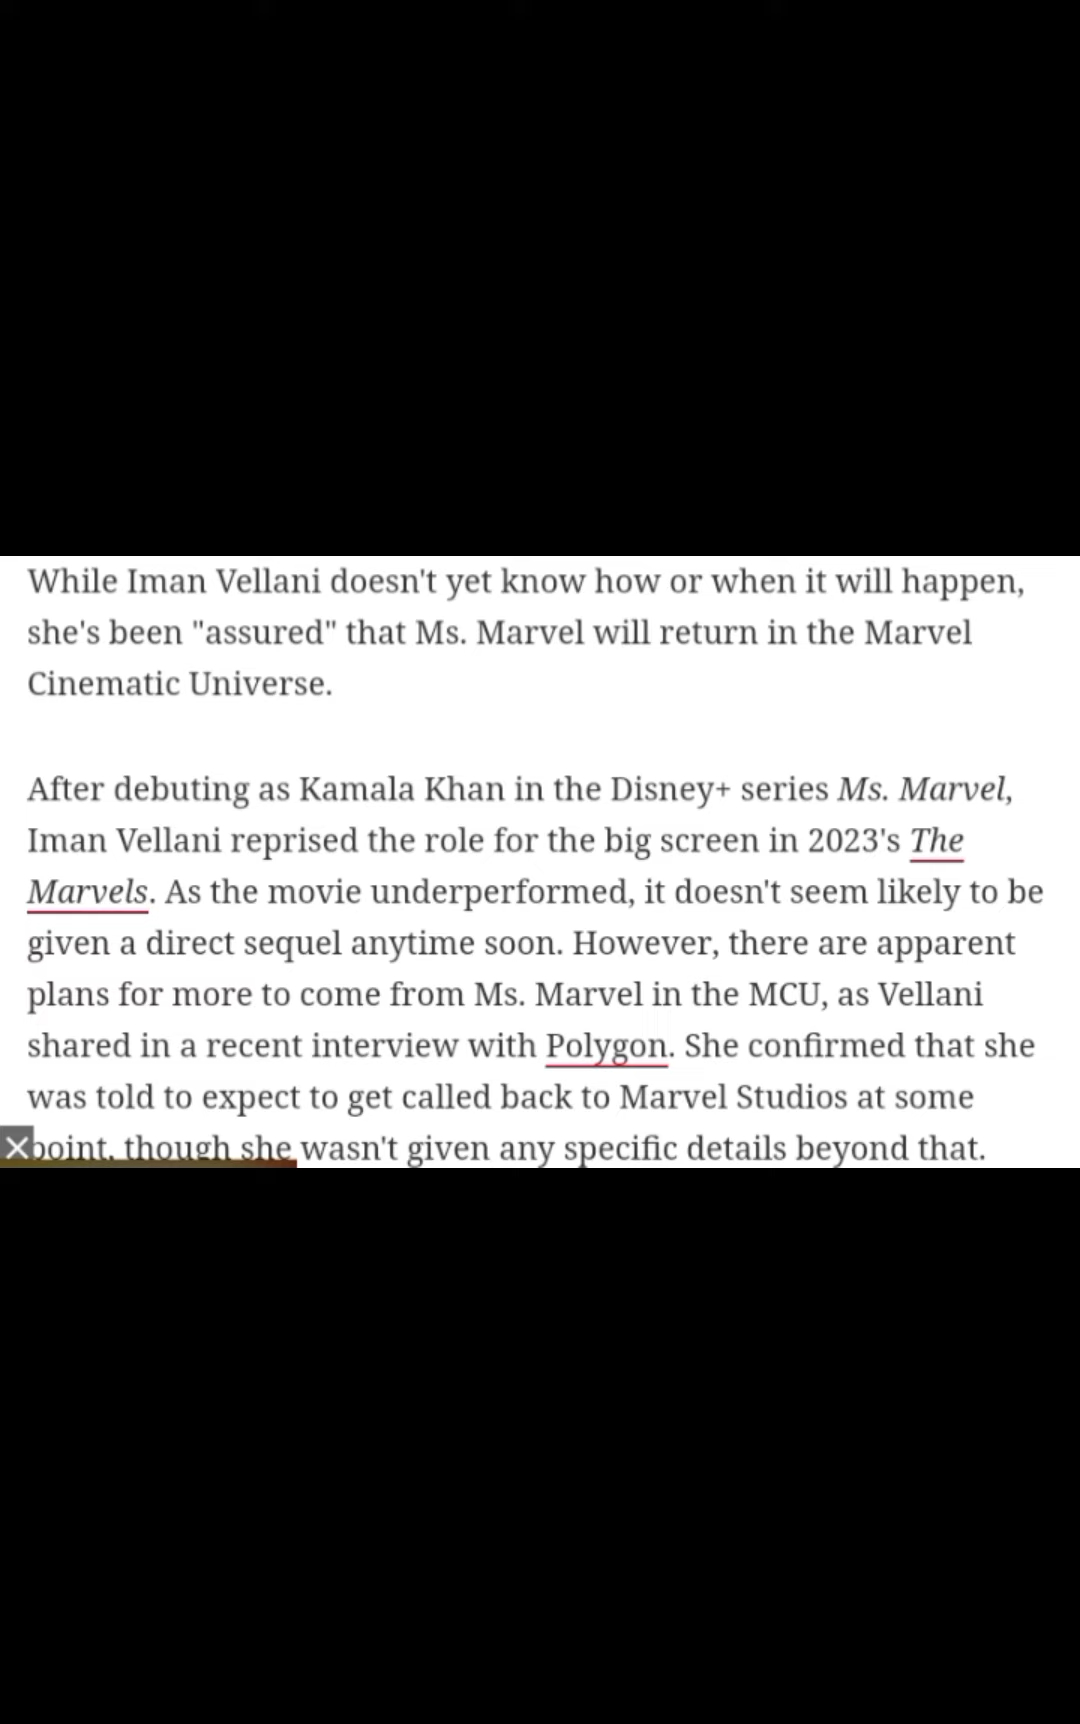 While Iman Vellani doesn't yet know how or when it will happen,
she's been "assured" that Ms. Marvel will return in the Marvel
Cinematic Universe.
After debuting as Kamala Khan in the Disney+ series Ms. Marvel,
Iman Vellani reprised the role for the big screen in 2023's The
Marvels. As the movie underperformed, it doesn't seem likely to be
given a direct sequel anytime soon. However, there are apparent
plans for more to come from Ms. Marvel in the MCU, as Vellani
shared in a recent interview with Polygon. She confirmed that she
was told to expect to get called back to Marvel Studios at some
point, though she wasn't given any specific details beyond that.